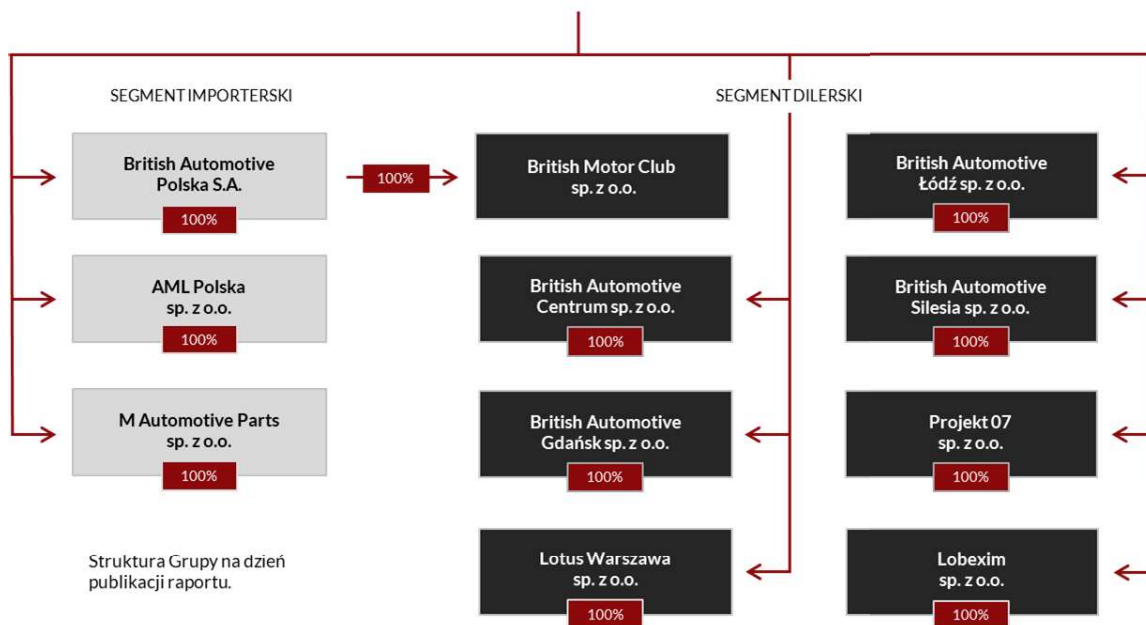 SEGMENT IMPORTERSKI
SEGMENT DILERSKI
British Automotive
Polska S.A.
100%
100%
British Motor Club
sp. z o.o.
British Automotive
Łódź sp. z o.o.
100%
AML Polska
sp. z o.o.
100%
British Automotive
Centrum sp. z o.o.
100%
British Automotive
Silesia sp. z o.o.
100%
M Automotive Parts
sp. z o.o.
100%
British Automotive
Gdańsk sp. z o.o.
100%
Projekt 07
sp. z o.o.
100%
Struktura Grupy na dzień
publikacji raportu.
Lotus Warszawa
sp. z o.o.
100%
Lobexim
sp. z o.o.
100%